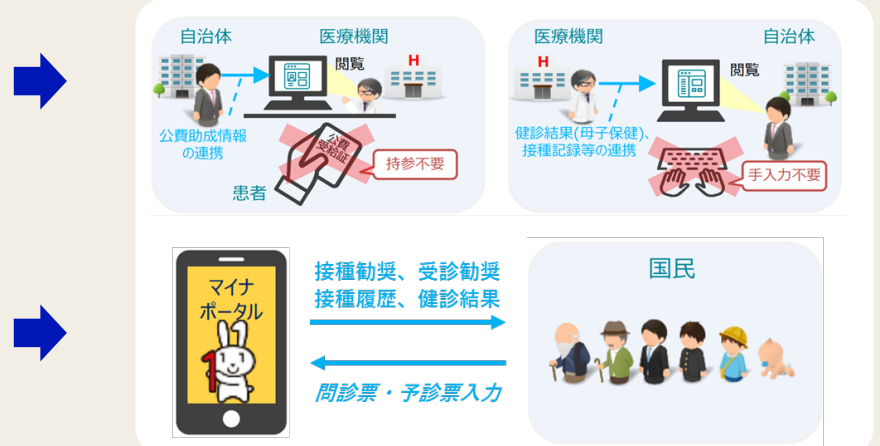 自治体
医療機関
H
閲覧
公費助成情報
の連携
公費
受給証
持参不要
患者
医療機関
自治体
H
閲覧
健診結果(母子保健)、
接種記録等の連携
手入力不要
マイナ
ポータル
1
接種勧奨、受診勧奨
接種履歴、健診結果
問診票・予診票入力
国民